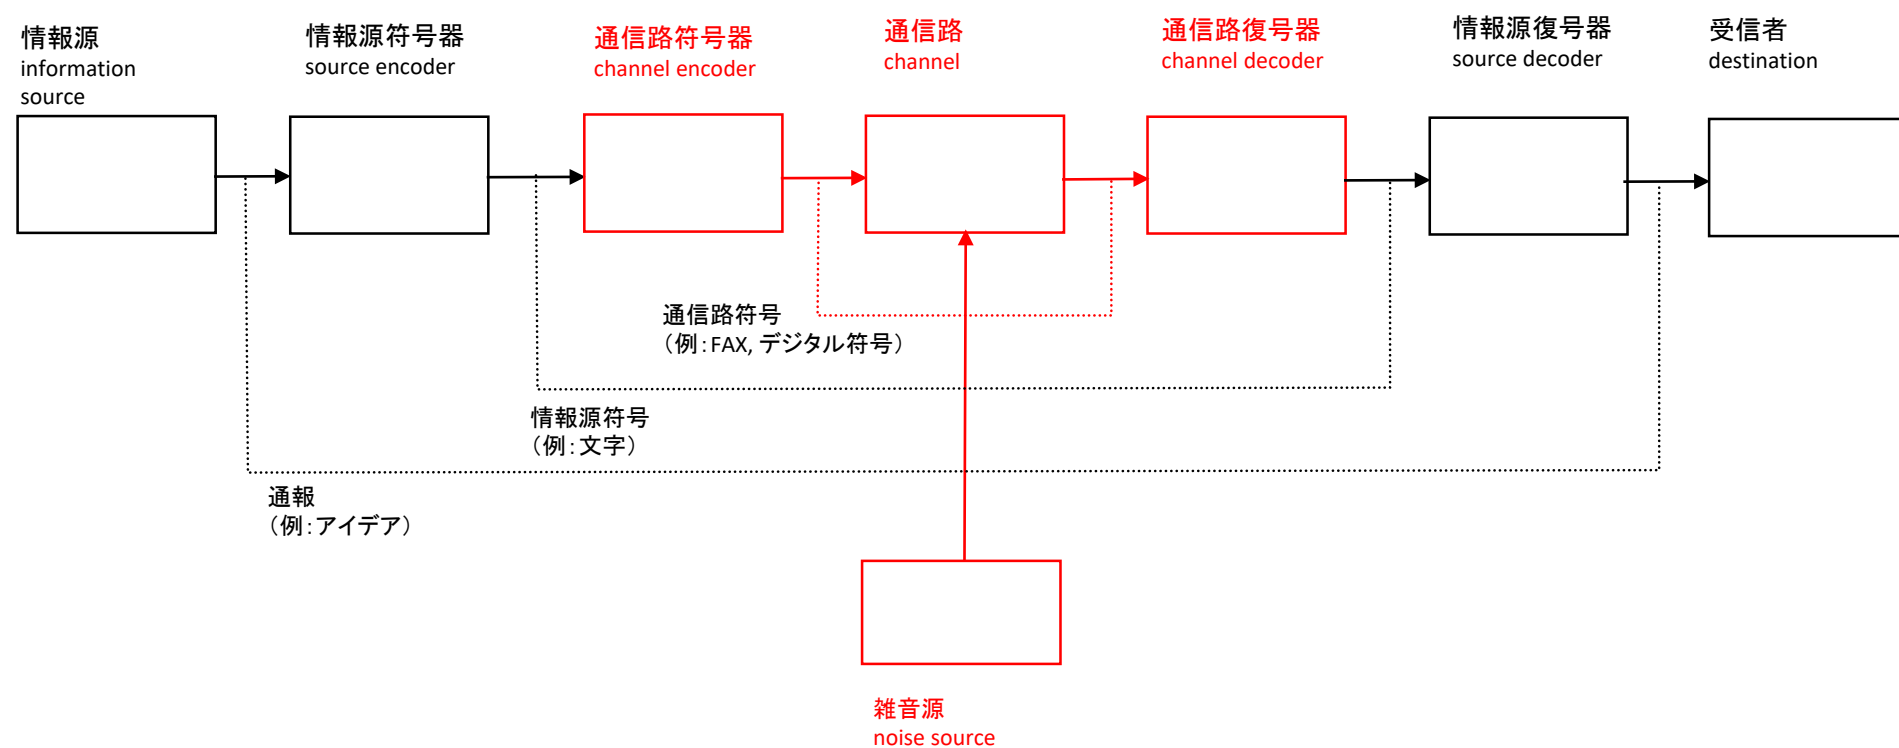 情報源
information
source
情報源符号器
source encoder
通信路符号器
channel encoder
通信路
channel
通信路復号器
channel decoder
情報源復号器
source decoder
受信者
destination
通信路符号
（例：FAX, デジタル符号）
情報源符号
（例：文字）
通報
（例：アイデア）
雑音源
noise source